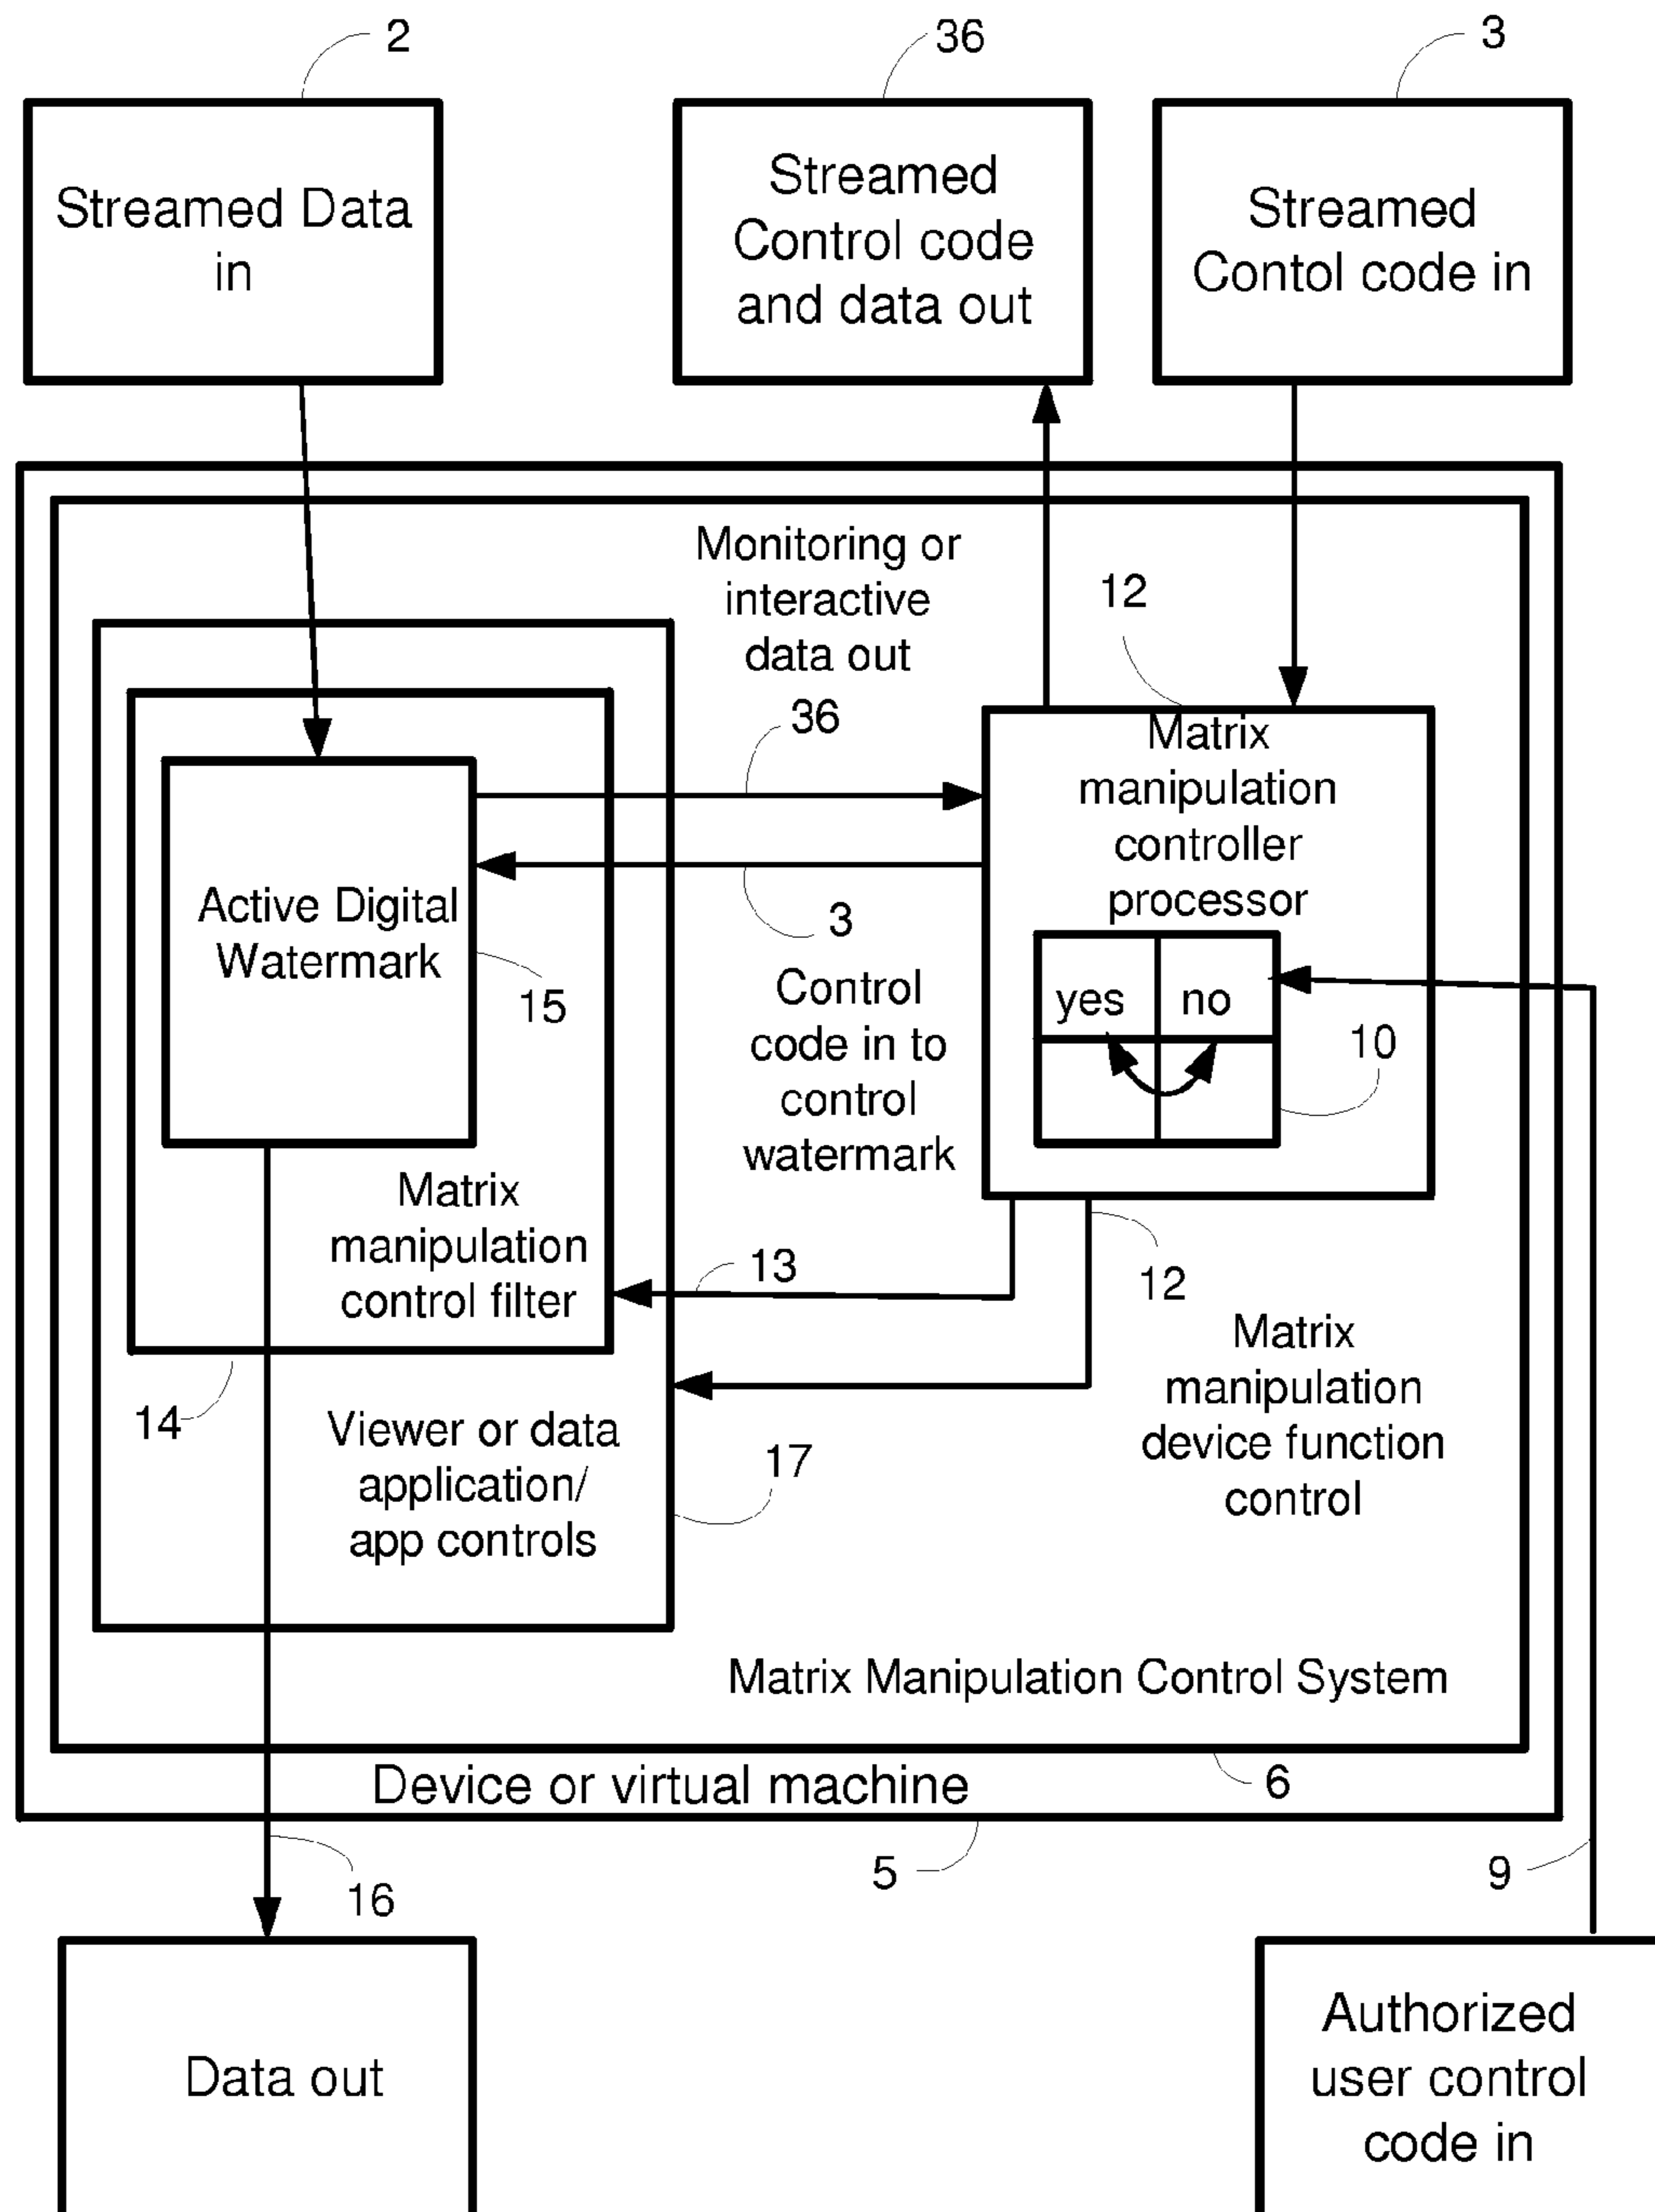 2
36
3
Streamed Data
in
Streamed
Control code
and data out
Streamed
Contol code in
Monitoring or
interactive
data out
36
12
Matrix
manipulation
controller
processor
Active Digital
Watermark
15
3
Control
code in to
control
watermark
yes
no
10
Matrix
manipulation
control filter
13
12
14
Matrix
manipulation
device function
control
Viewer or data
application/
app controls
17
Matrix Manipulation Control System
Device or virtual machine
6
5
9
16
Data out
Authorized
user control
code in